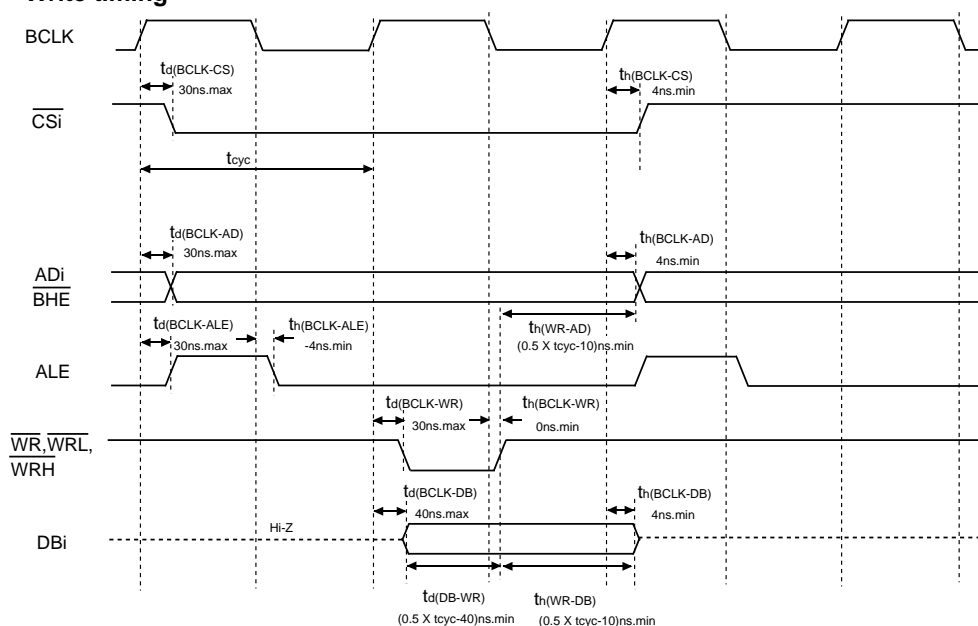 Write timing
BCLK
td(BCLK-CS)
30ns.max
th(BCLK-CS)
4ns.min
CSi
tcyc
td(BCLK-AD)
30ns.max
th(BCLK-AD)
4ns.min
ADi
BHE
td(BCLK-ALE)
30ns.max
th(BCLK-ALE)
-4ns.min
th(WR-AD)
(0.5 X tcyc-10)ns.min
ALE
td(BCLK-WR)
30ns.max
th(BCLK-WR)
0ns.min
WR,WRL,
WRH
td(BCLK-DB)
40ns.max
th(BCLK-DB)
4ns.min
Hi-Z
DBi
td(DB-WR)
(0.5 X tcyc-40)ns.min
th(WR-DB)
(0.5 X tcyc-10)ns.min